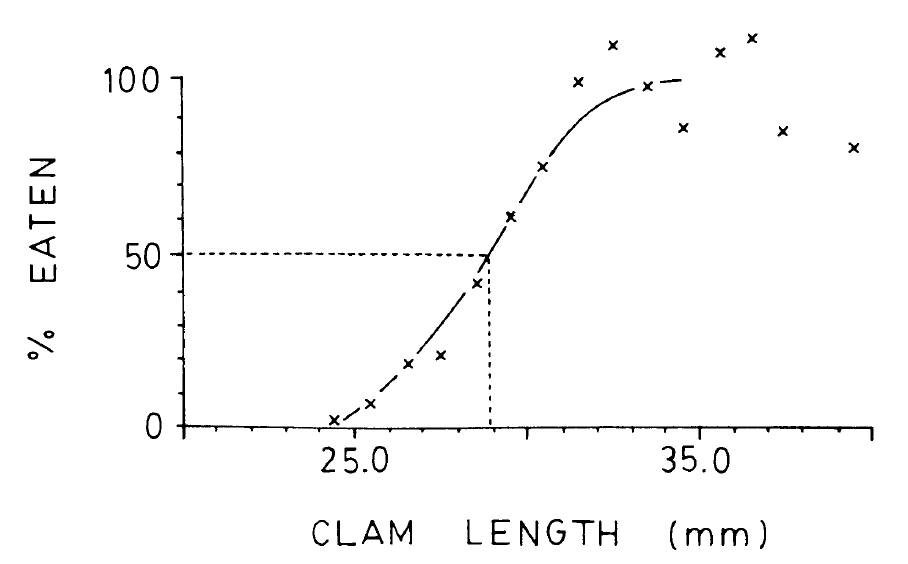 100
50
0
% EATEN
25.0 35.0
CLAM LENGTH (mm)